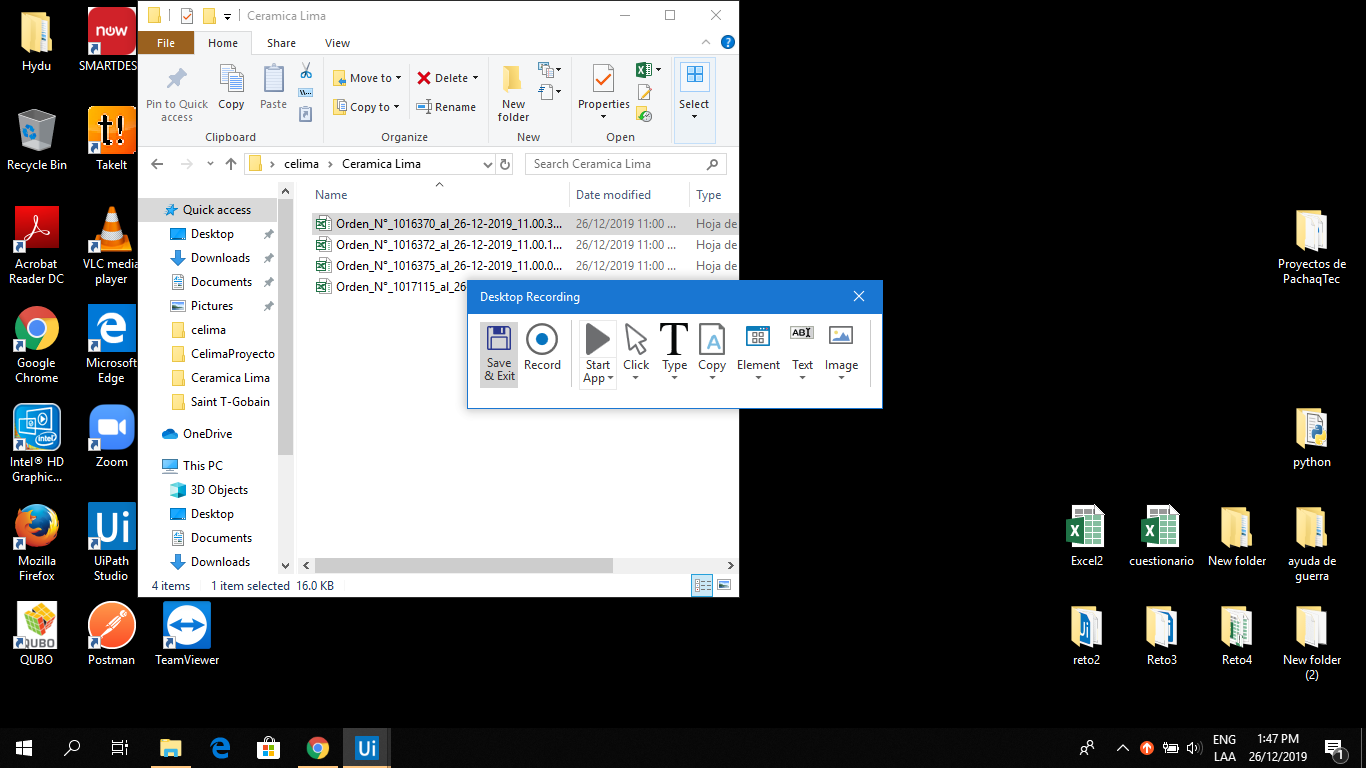 Ceramica Lima
File
Home
Share
View
Pin to Quick
access
Copy
Paste
Move to
Copy to
Delete
Rename
New
folder
Properties
Select
Clipboard
Organize
New
Open
celima
Ceramica Lima
Search Ceramica Lima
Name
Date modified
Type
Orden_N°_1016370_al_26-12-2019_11.00.3...
26/12/2019 11:00 ...
Hoja de
Orden_N°_1016372_al_26-12-2019_11.00.1...
26/12/2019 11:00 ...
Hoja de
Orden_N°_1016375_al_26-12-2019_11.00.0...
26/12/2019 11:00 ...
Hoja de
Orden_N°_1017115_al_26
Quick access
Desktop
Downloads
Documents
Pictures
celima
CelimaProyecto
Ceramica Lima
Saint T-Gobain
OneDrive
This PC
3D Objects
Desktop
Documents
Downloads
4 items
1 item selected 16.0 KB
Desktop Recording
Save
& Exit
Record
Start
App
Click
T
Type
A
Copy
Element
AB
Text
Image
Hydu
now
SMARTDES
Recycle Bin
t!
TakeIt
Acrobat
Reader DC
VLC media
player
Google
Chrome
Microsoft
Edge
intel
Intel® HD
Graphic...
Zoom
Mozilla
Firefox
Ui
UiPath
Studio
QUBO
QUBO
Postman
TeamViewer
Proyectos de
PachaqTec
python
Excel2
cuestionario
New folder
ayuda de
guerra
reto2
Reto3
Reto4
New folder
(2)
Ui
ENG
LAA
1:47 PM
26/12/2019
1